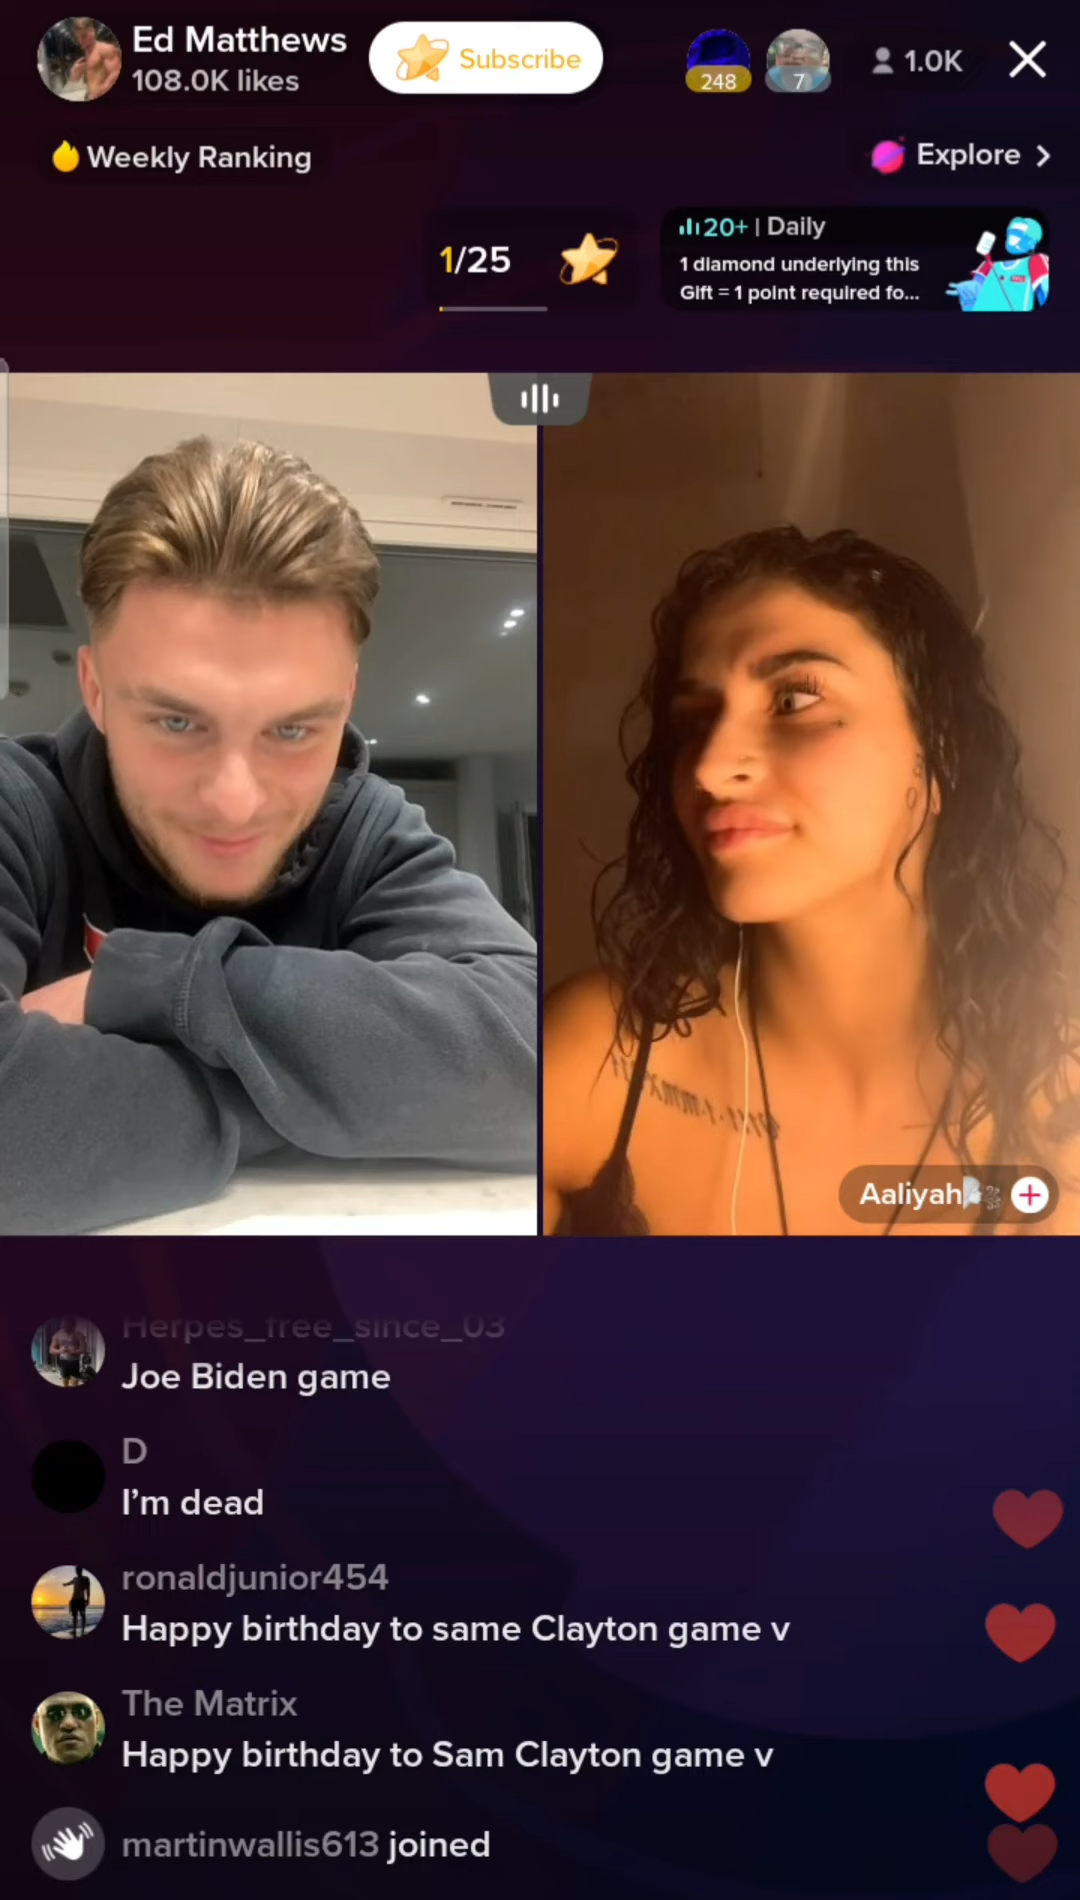 Ed Matthews
108.0K likes
Subscribe
248
7
1.0K
Weekly Ranking
Explore
1/25
20+ | Daily
1 diamond underlying this
Gift = 1 point required fo...
Aaliyah
Herpes_free_since_03
Joe Biden game
D
I'm dead
ronaldjunior454
Happy birthday to same Clayton game v
The Matrix
Happy birthday to Sam Clayton game v
martinwallis613 joined